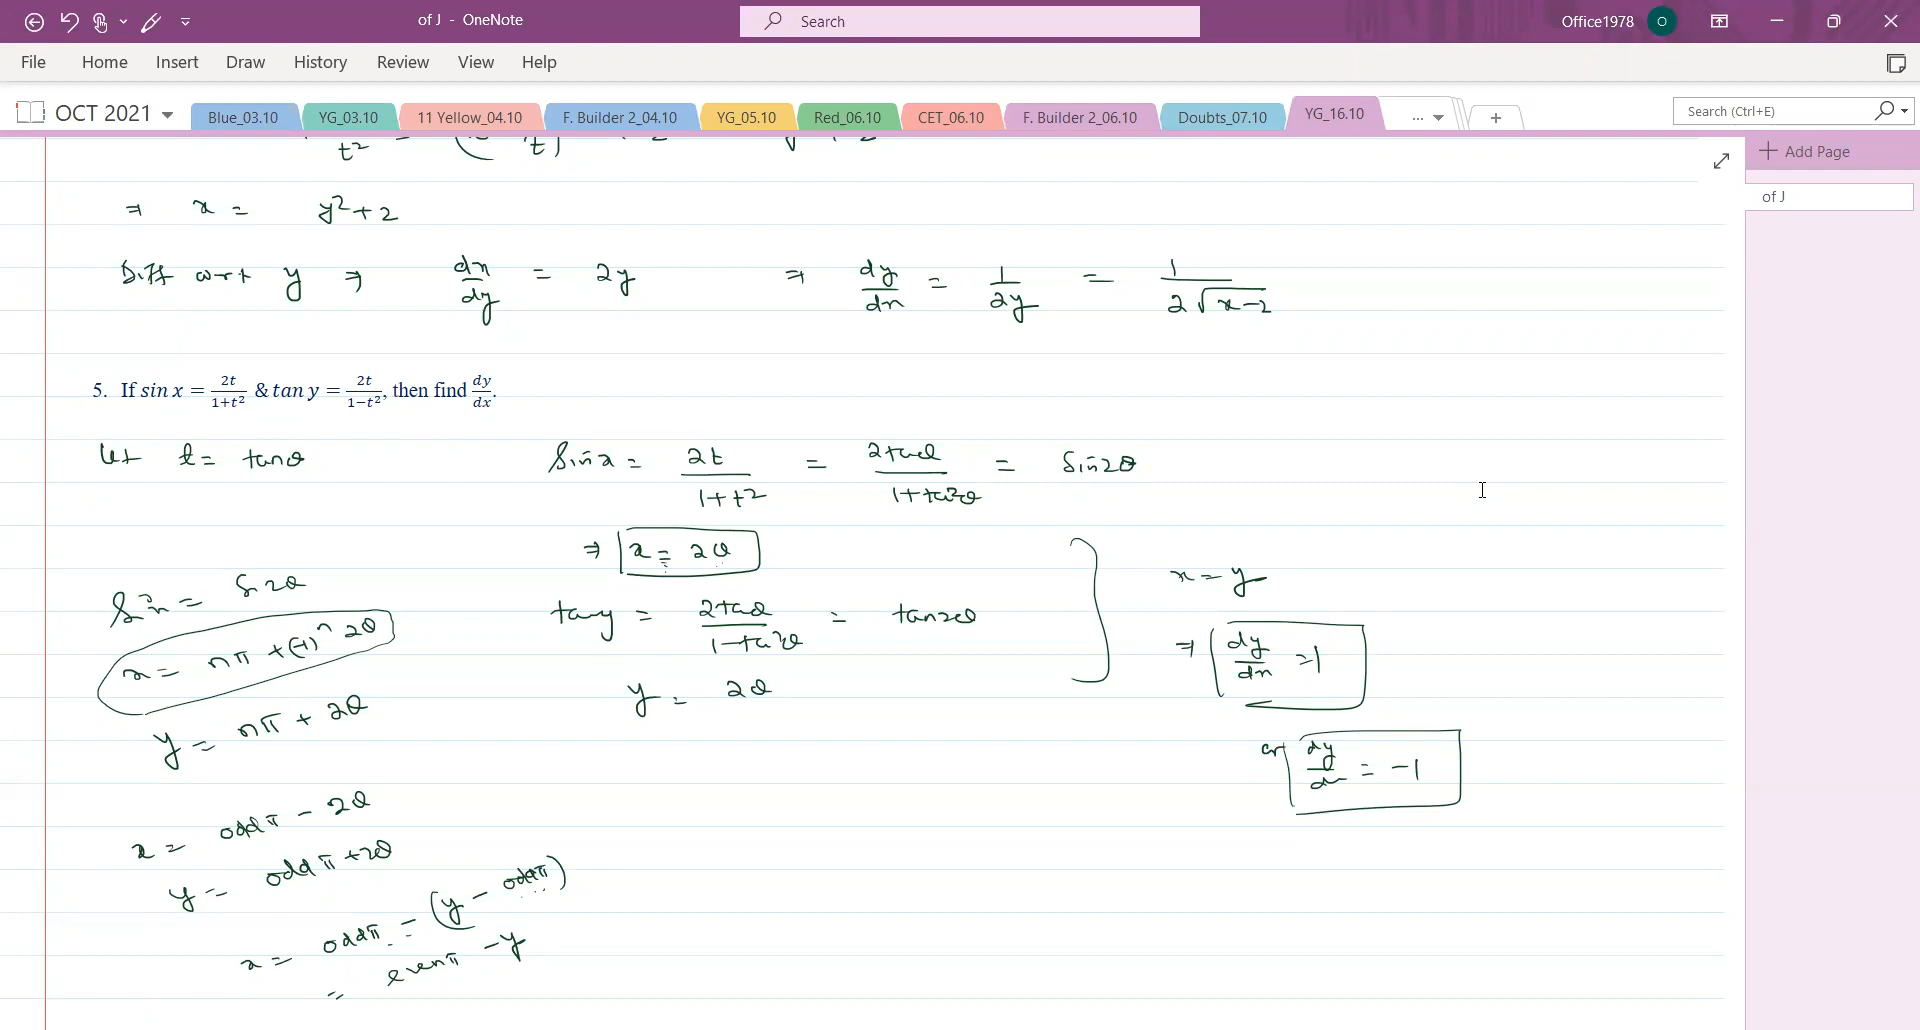 of J - OneNote
Search
Office1978 O
File Home Insert Draw History Review View Help
OCT 2021
Blue_03.10 YG_03.10 11 Yellow_04.10 F. Builder 2_04.10 YG_05.10 Red_06.10 CET_06.10 F. Builder 2_06.10 Doubts_07.10 YG_16.10 ... +
Search (Ctrl+E)
Add Page
of J
⇒ x = y²+2
Diff wrt y ⇒ dx/dy = 2y ⇒ dy/dx = 1/2y = 1/2√x-2
5. If sin x = 2t/1+t² & tan y = 2t/1−t², then find dy/dx.
let t = tanθ
sin x = 2t/1+t² = 2tanθ/1+tan²θ = sin2θ
⇒ x = 2θ
tany = 2tanθ/1-tan²θ = tan2θ
y = 2θ
x = y
⇒ dy/dx = 1
or dy/dx = -1
Sinx = Sin2θ
x = nπ + (-1)ⁿ 2θ
y = nπ + 2θ
x = oddπ - 2θ
y = oddπ + 2θ
x = oddπ - (y - oddπ)
= evenπ - y